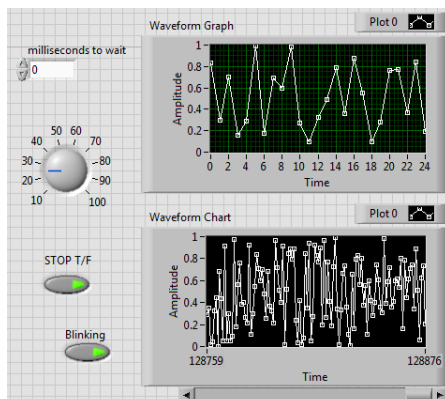 Waveform Graph
Plot 0
milliseconds to wait
0
Amplitude
1
0.8
0.6
0.4
0.2
0
0 2 4 6 8 10 12 14 16 18 20 22 24
Time
10 20 30 40 50 60 70 80 90 100
Waveform Chart
Plot 0
STOP T/F
Amplitude
1
0.8
0.6
0.4
0.2
0
128759 128876
Time
Blinking